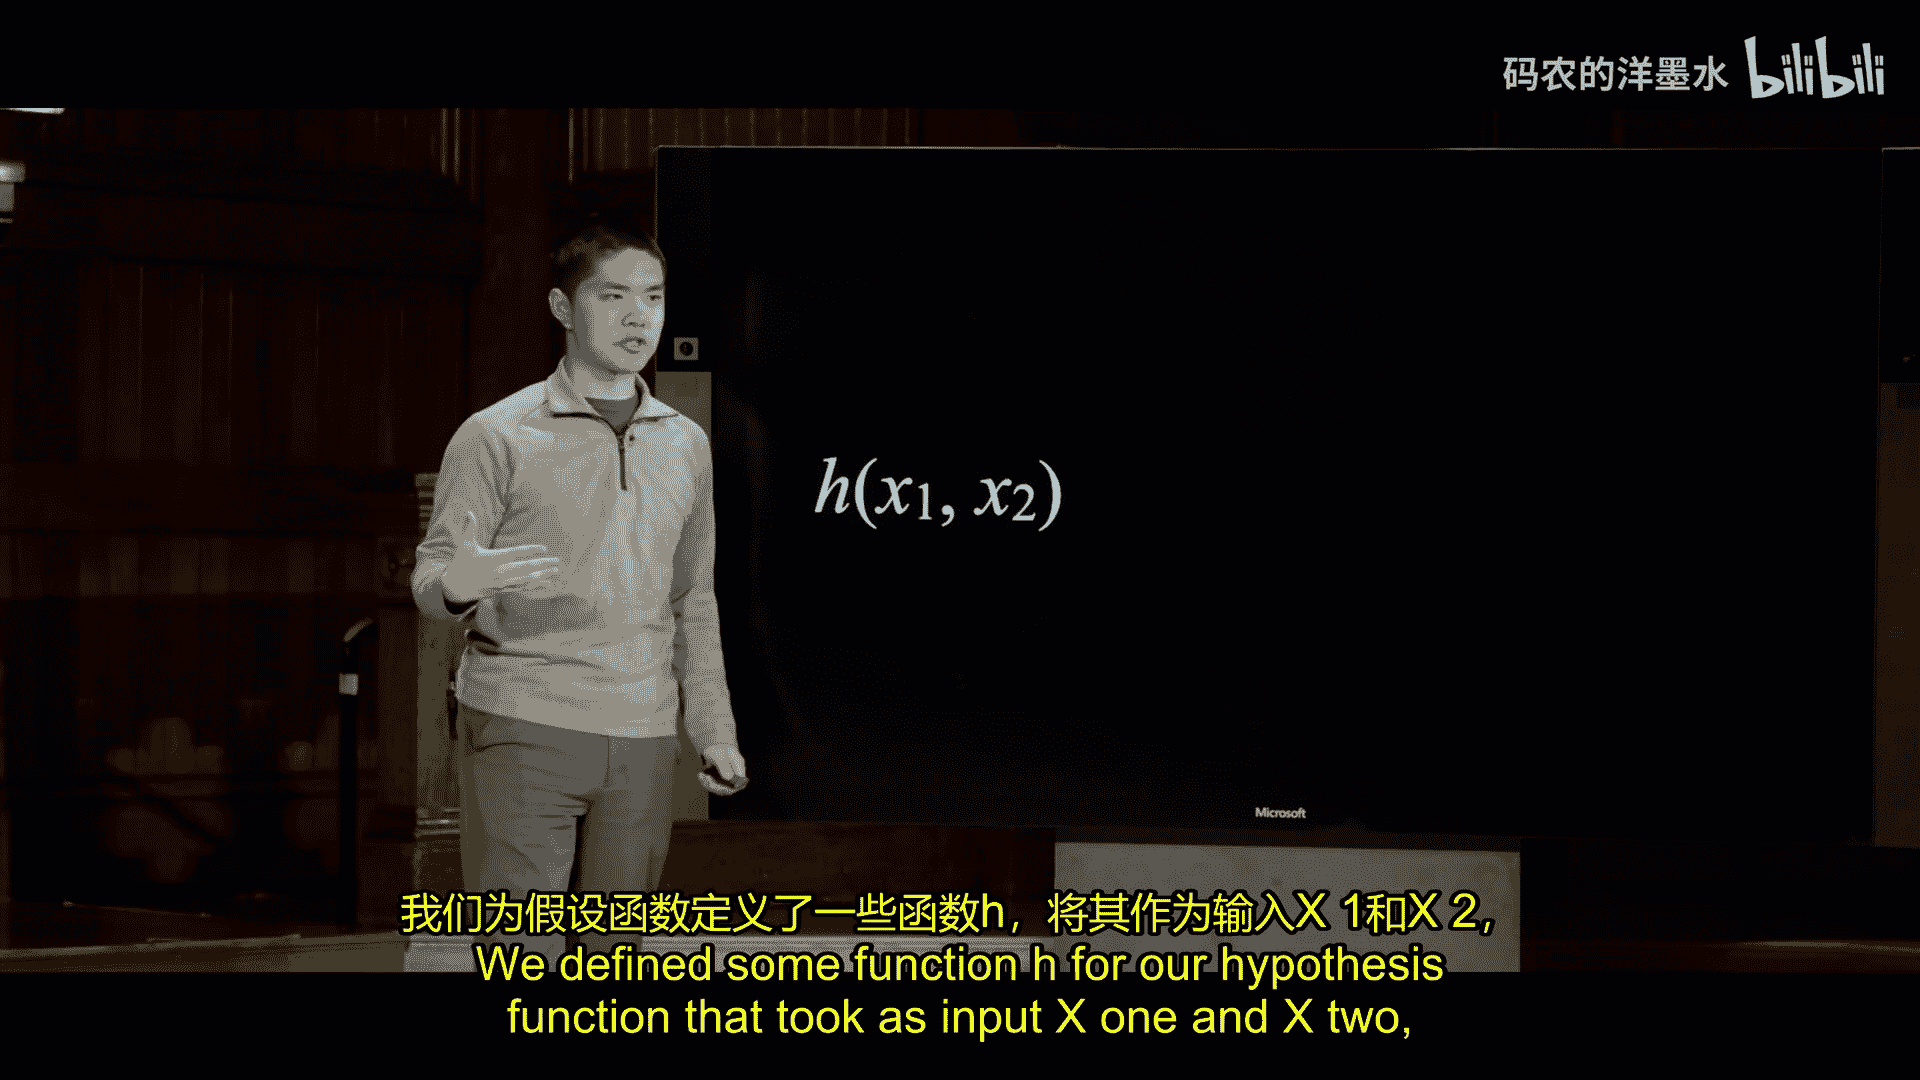 码农的洋墨水 bilibili
h(x₁, x₂)
Microsoft
我们为假设函数定义了一些函数h，将其作为输入X 1和X 2，
We defined some function h for our hypothesis
function that took as input X one and X two,